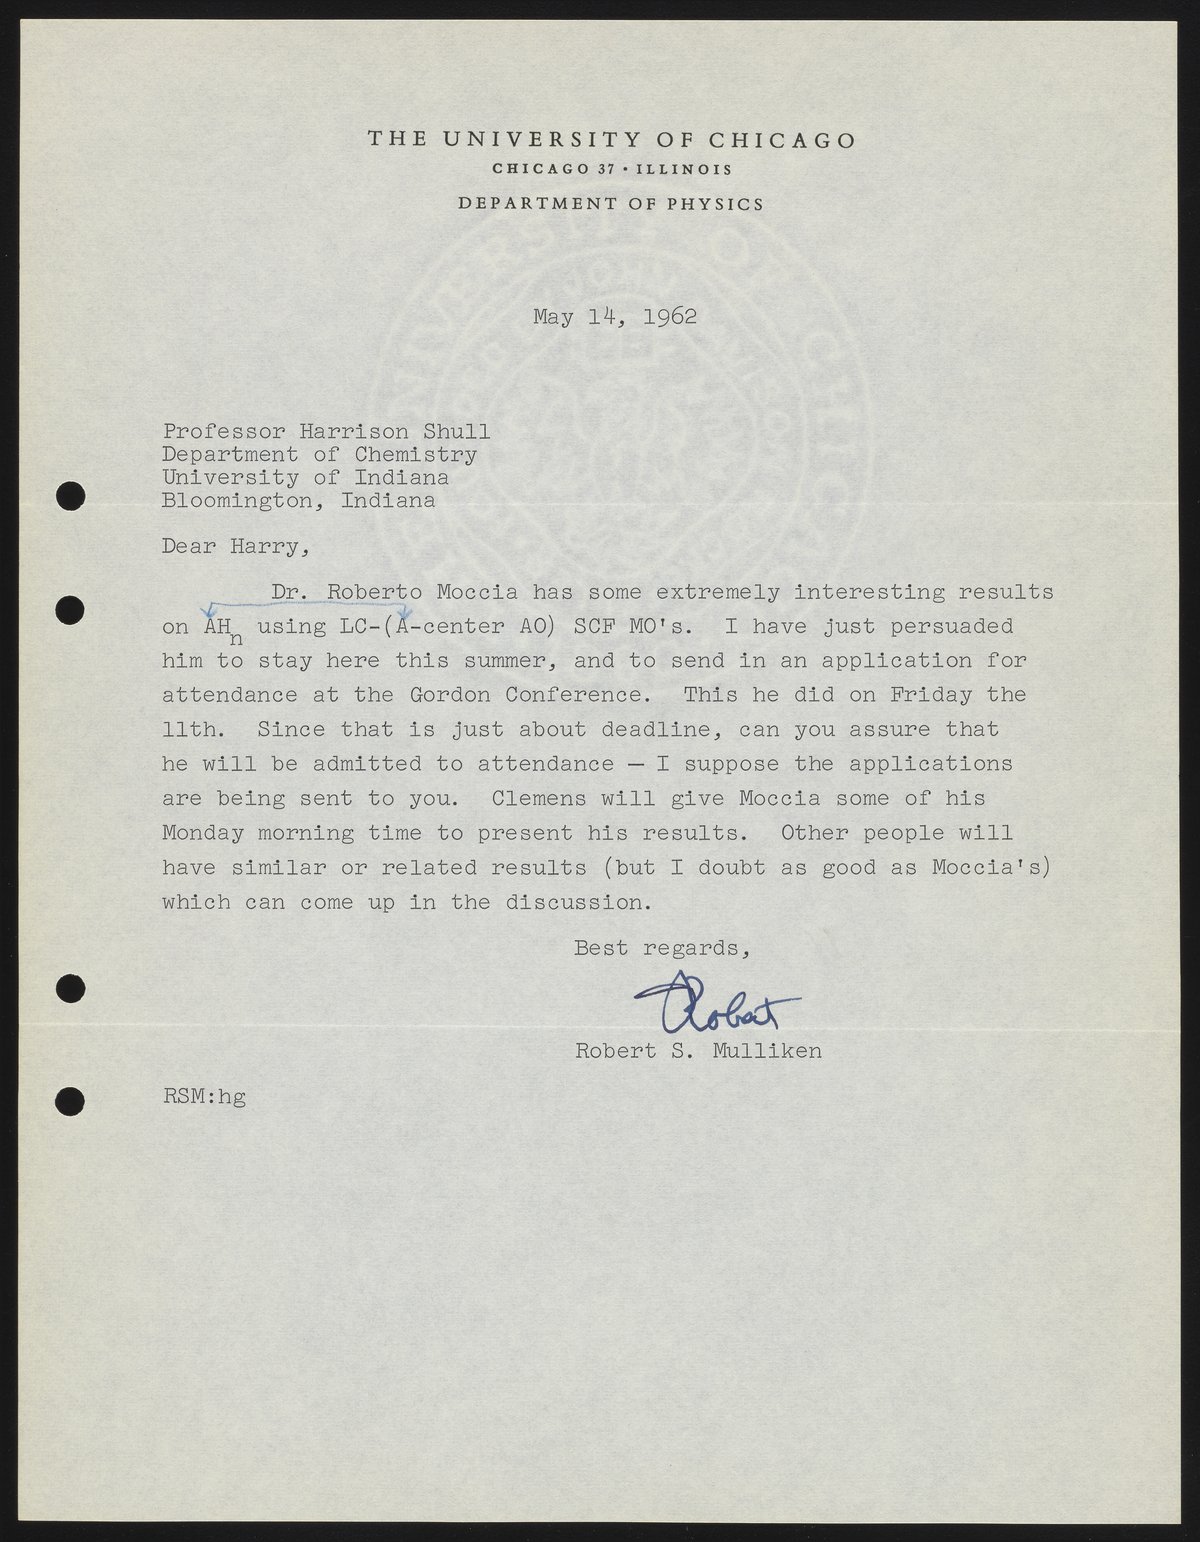 THE UNIVERSITY OF CHICAGO
CHICAGO 37 • ILLINOIS
DEPARTMENT OF PHYSICS
May 14, 1962
Professor Harrison Shull
Department of Chemistry
University of Indiana
Bloomington, Indiana
Dear Harry,
Dr. Roberto Moccia has some extremely interesting results
on AHn using LC-(A-center AO) SCF MO's. I have just persuaded
him to stay here this summer, and to send in an application for
attendance at the Gordon Conference. This he did on Friday the
11th. Since that is just about deadline, can you assure that
he will be admitted to attendance — I suppose the applications
are being sent to you. Clemens will give Moccia some of his
Monday morning time to present his results. Other people will
have similar or related results (but I doubt as good as Moccia's)
which can come up in the discussion.
Best regards,
Robert
Robert S. Mulliken
RSM:hg